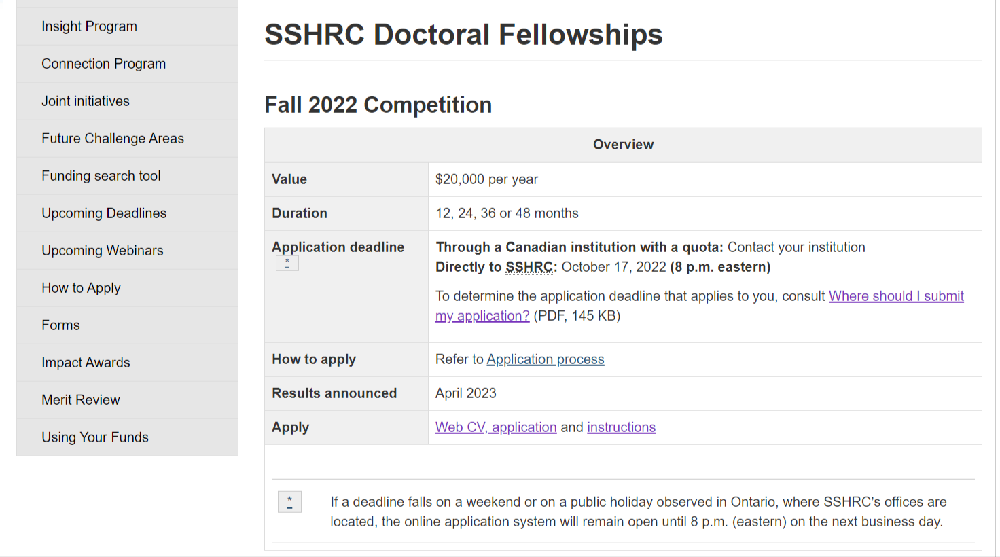 Insight Program
Connection Program
Joint initiatives
Future Challenge Areas
Funding search tool
Upcoming Deadlines
Upcoming Webinars
How to Apply
Forms
Impact Awards
Merit Review
Using Your Funds
SSHRC Doctoral Fellowships
Fall 2022 Competition
Overview
Value
$20,000 per year
Duration
12, 24, 36 or 48 months
Application deadline
*
Through a Canadian institution with a quota: Contact your institution
Directly to SSHRC: October 17, 2022 (8 p.m. eastern)
To determine the application deadline that applies to you, consult Where should I submit
my application? (PDF, 145 KB)
How to apply
Refer to Application process
Results announced
April 2023
Apply
Web CV, application and instructions
*
If a deadline falls on a weekend or on a public holiday observed in Ontario, where SSHRC’s offices are
located, the online application system will remain open until 8 p.m. (eastern) on the next business day.